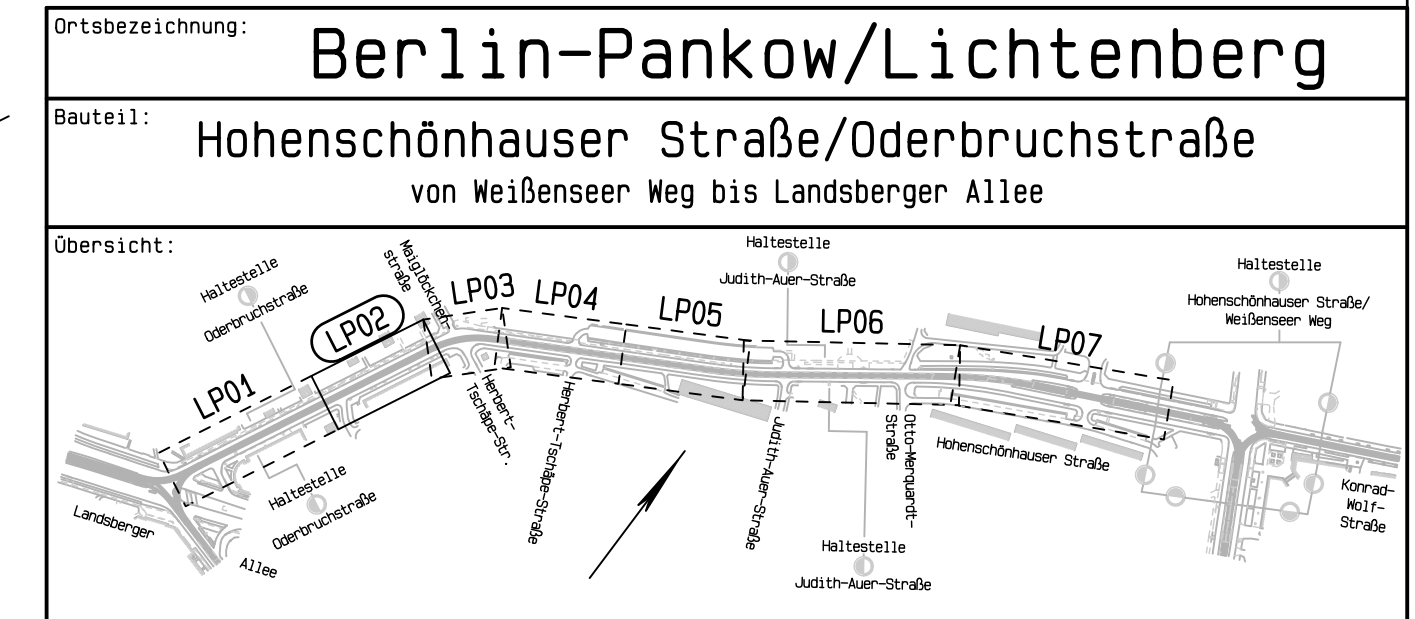 Ortsbezeichnung:
Berlin-Pankow/Lichtenberg
Bauteil:
Hohenschönhauser Straße/Oderbruchstraße
von Weißenseer Weg bis Landsberger Allee
Übersicht:
Haltestelle
Oderbruchstraße
Maiglöckchen-
straße
LP01
LP02
LP03
LP04
LP05
LP06
LP07
Haltestelle
Judith-Auer-Straße
Haltestelle
Hohenschönhauser Straße/
Weißenseer Weg
Herbert-
Tschäpe-Str.
Herbert-Tschäpe-Straße
Judith-Auer-Straße
Otto-Merquardt-
Straße
Hohenschönhauser Straße
Konrad-
Wolf-
Straße
Landsberger
Allee
Haltestelle
Oderbruchstraße
Haltestelle
Judith-Auer-Straße